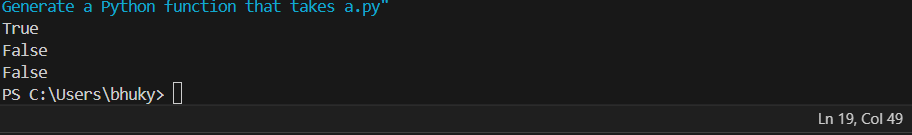 Generate a Python function that takes a.py"
True
False
False
PS C:\Users\bhuky>
Ln 19, Col 49